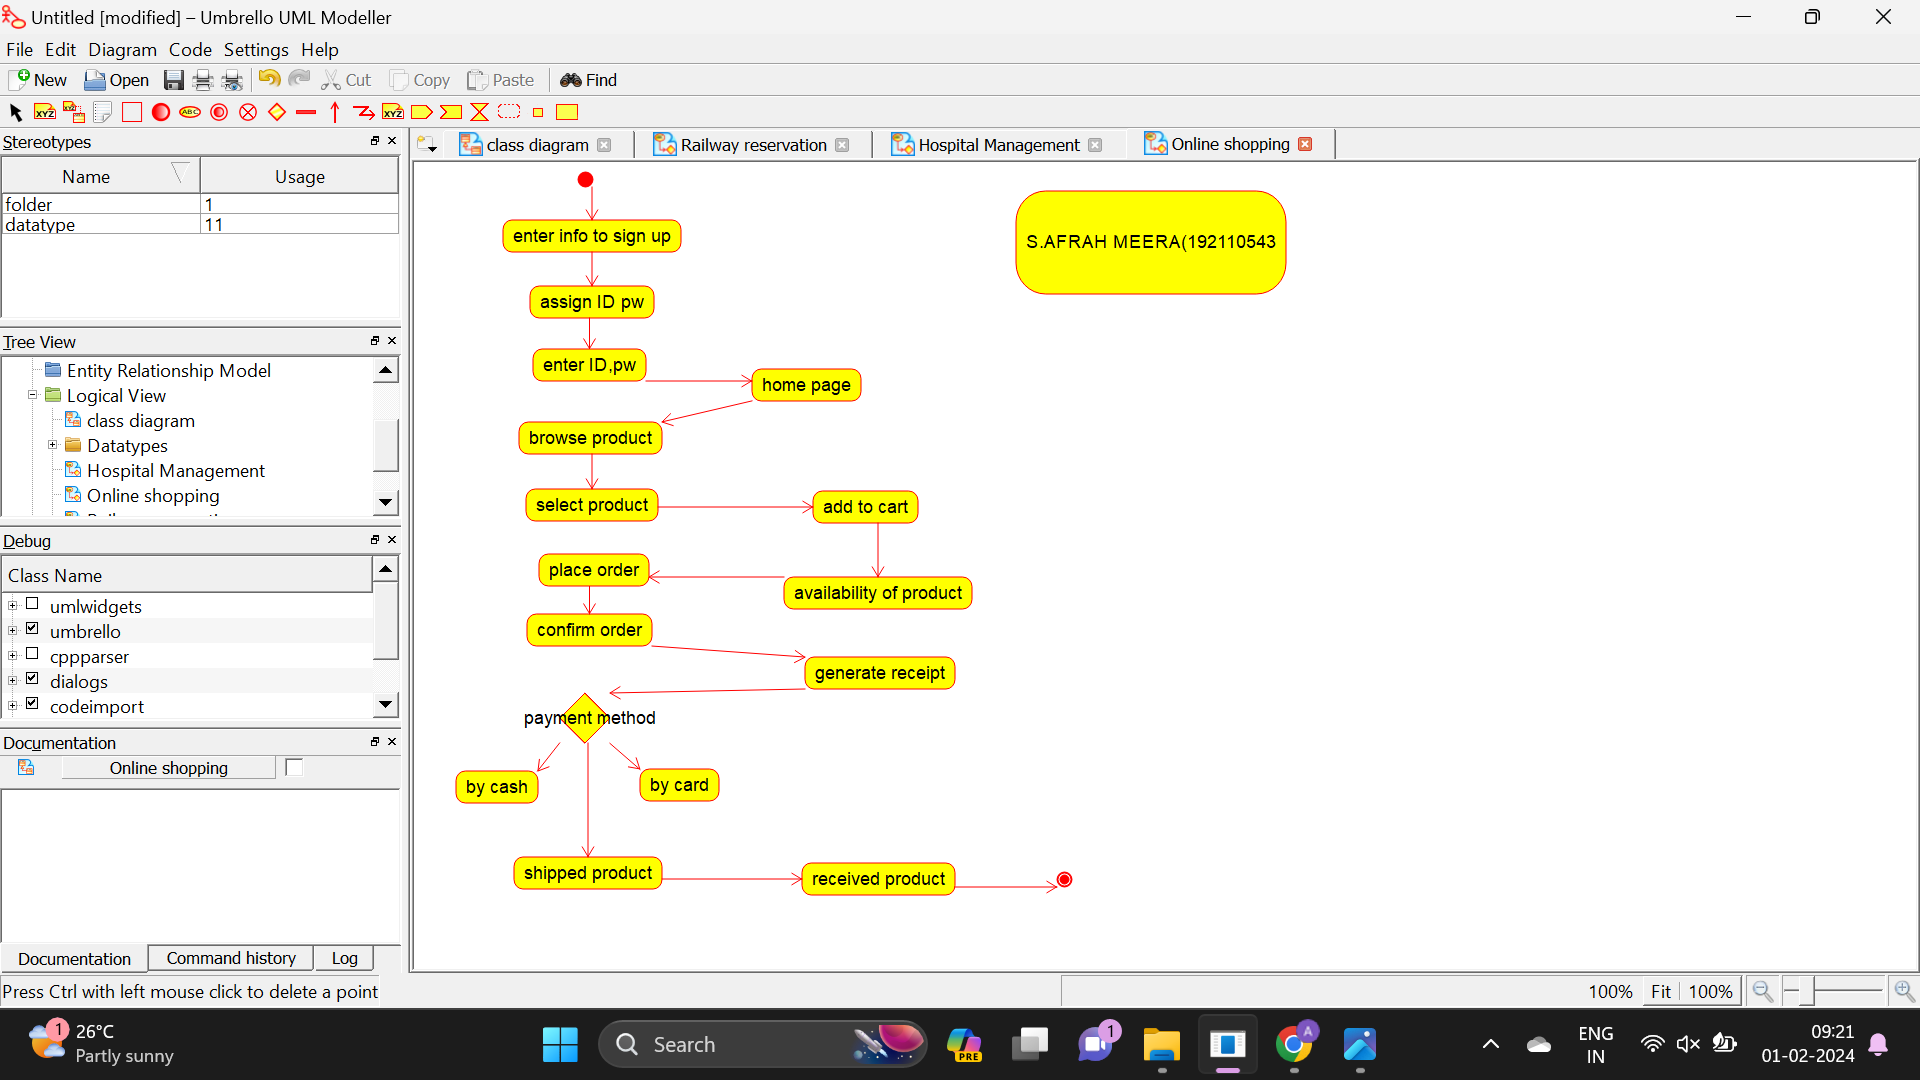 Untitled [modified] – Umbrello UML Modeller
File Edit Diagram Code Settings Help
New Open Cut Copy Paste Find
Stereotypes
Name Usage
folder 1
datatype 11
Tree View
Entity Relationship Model
Logical View
class diagram
Datatypes
Hospital Management
Online shopping
Debug
Class Name
umlwidgets
umbrello
cppparser
dialogs
codeimport
Documentation
Online shopping
Documentation Command history Log
Press Ctrl with left mouse click to delete a point
class diagram Railway reservation Hospital Management Online shopping
enter info to sign up
S.AFRAH MEERA(192110543
assign ID pw
enter ID,pw
home page
browse product
select product
add to cart
place order
availability of product
confirm order
generate receipt
payment method
by cash
by card
shipped product
received product
100% Fit 100%
1
26°C
Partly sunny
Search
PRE
1
A
ENG
IN
09:21
01-02-2024